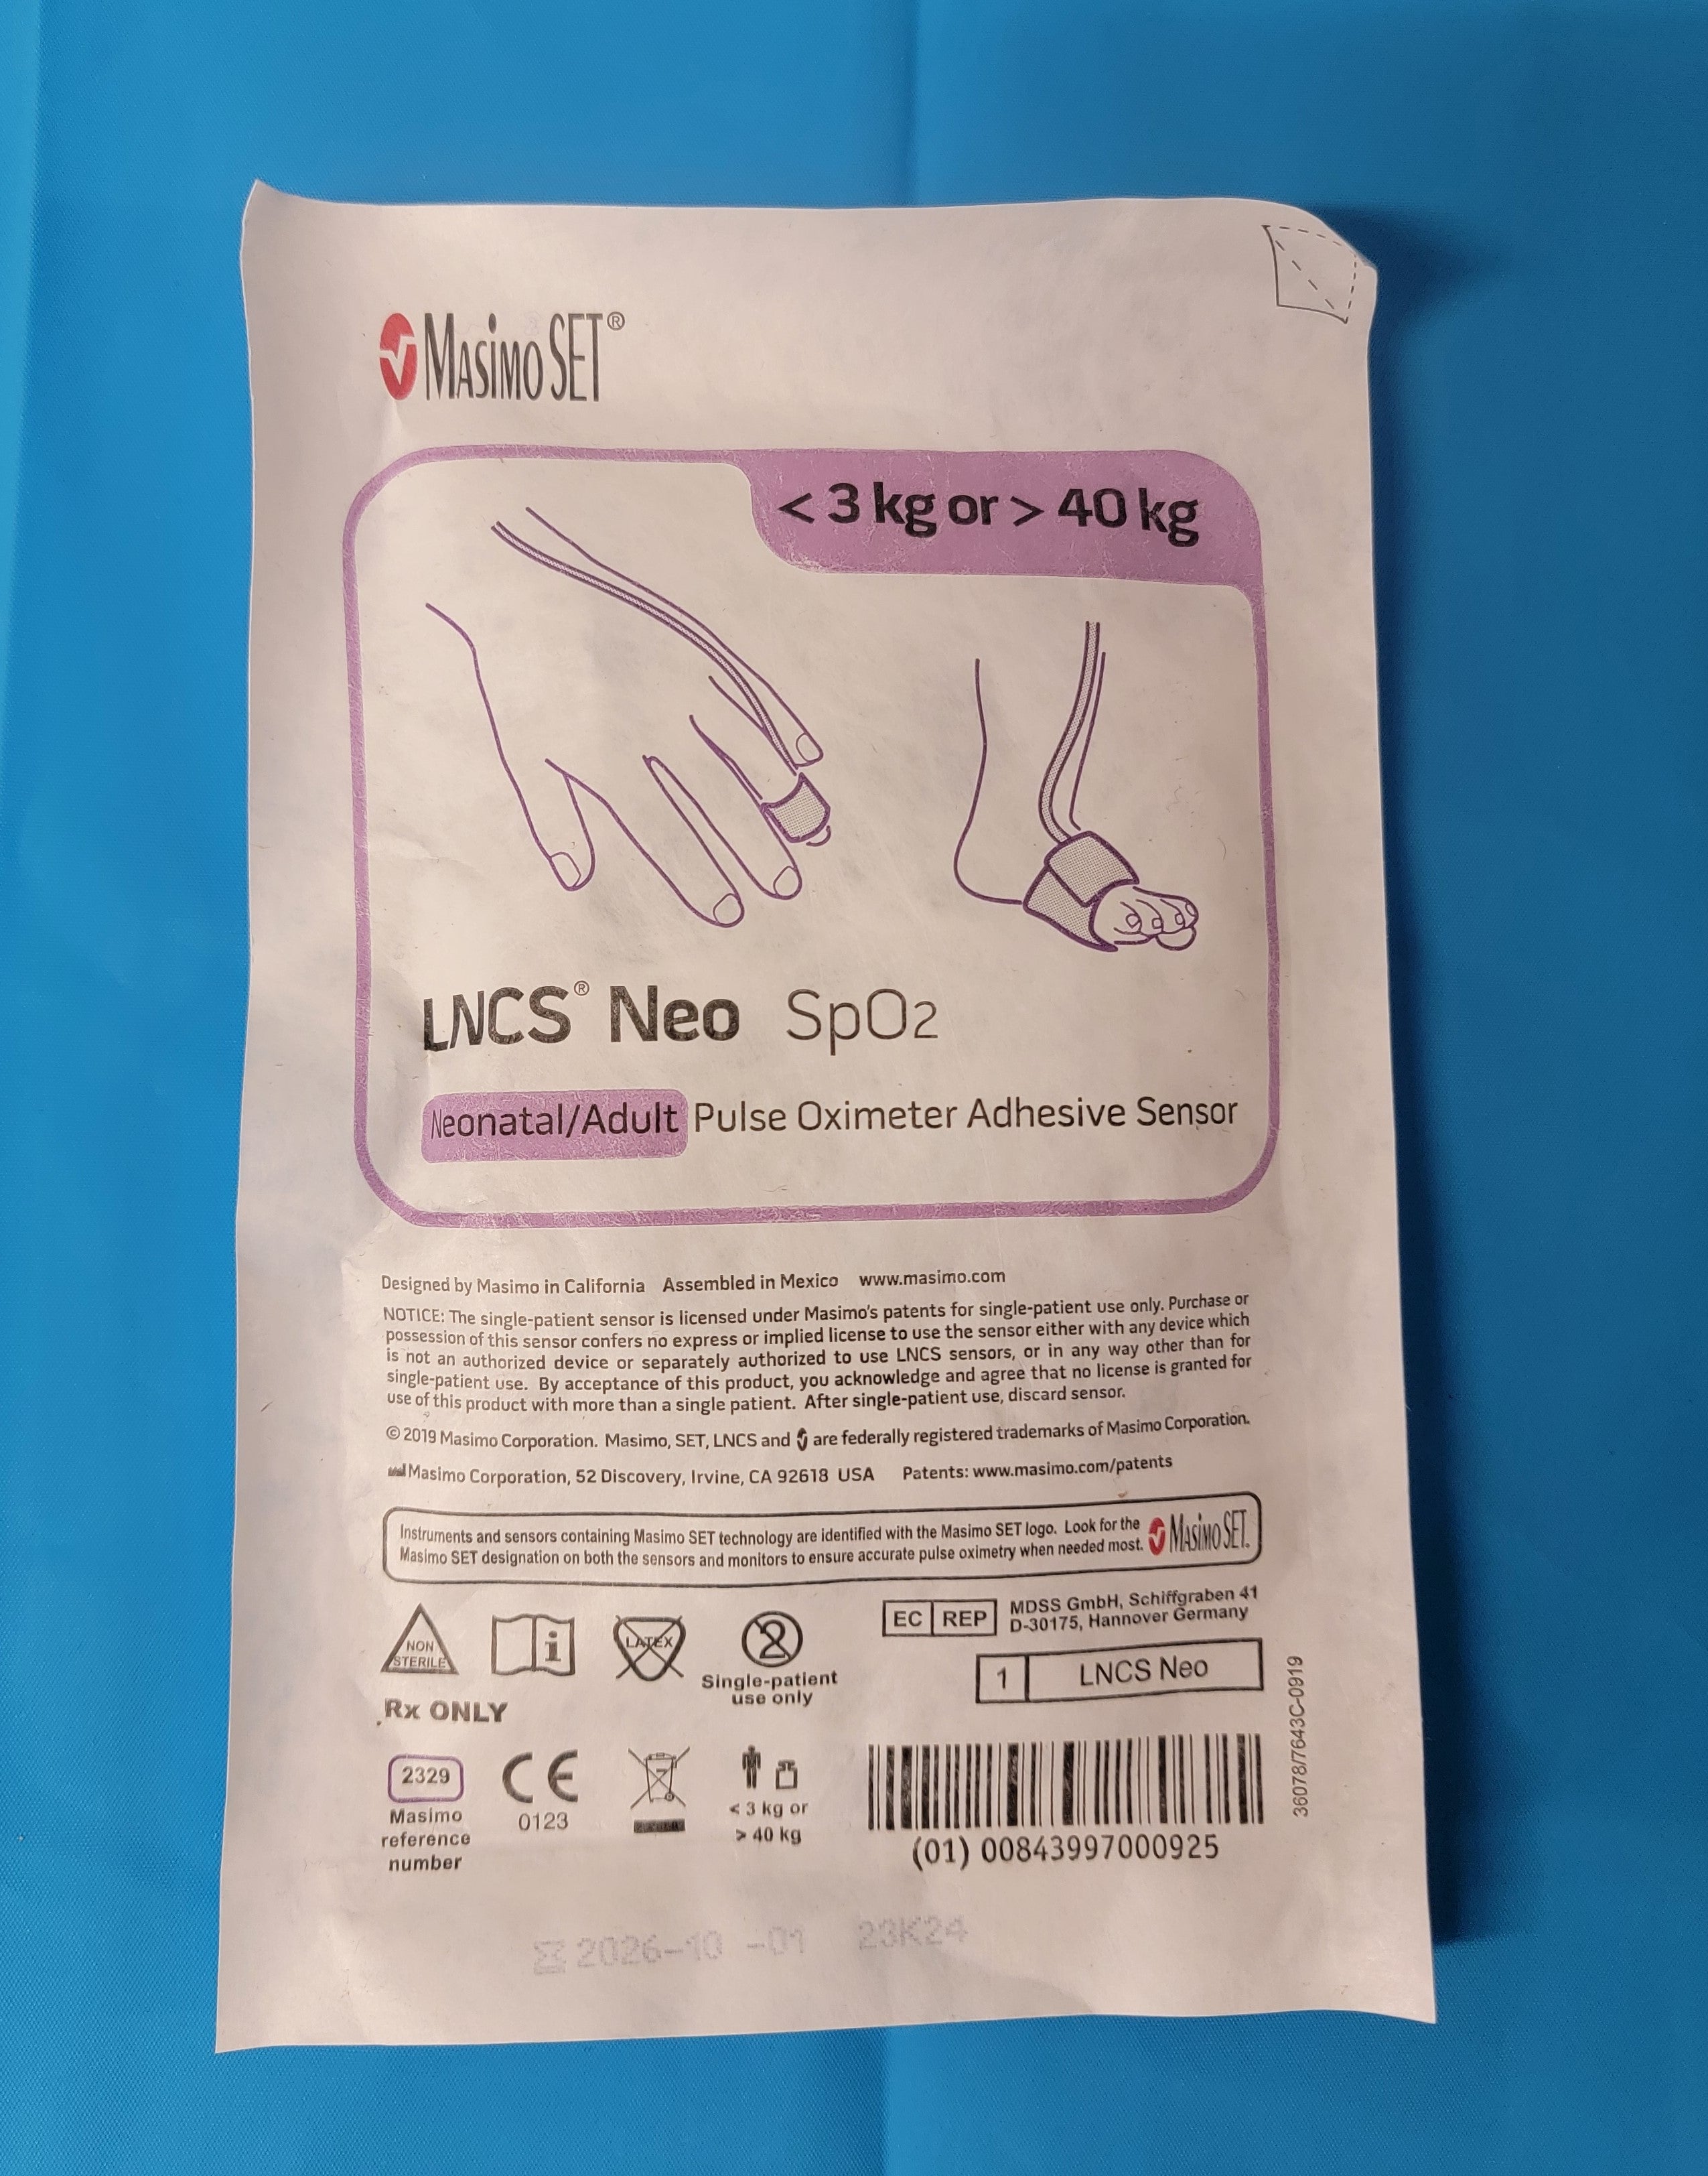 MASiMO SET®
< 3 kg or > 40 kg
LNCS® Neo SpO2
Neonatal/Adult Pulse Oximeter Adhesive Sensor
Designed by Masimo in California Assembled in Mexico www.masimo.com
NOTICE: The single-patient sensor is licensed under Masimo's patents for single-patient use only. Purchase or
possession of this sensor confers no express or implied license to use the sensor either with any device which
is not an authorized device or separately authorized to use LNCS sensors, or in any way other than for
single-patient use. By acceptance of this product, you acknowledge and agree that no license is granted for
use of this product with more than a single patient. After single-patient use, discard sensor.
©2019 Masimo Corporation. Masimo, SET, LNCS and are federally registered trademarks of Masimo Corporation.
Masimo Corporation, 52 Discovery, Irvine, CA 92618 USA Patents: www.masimo.com/patents
Instruments and sensors containing Masimo SET technology are identified with the Masimo SET logo. Look for the
Masimo SET designation on both the sensors and monitors to ensure accurate pulse oximetry when needed most.
MASiMO SET.
NON
STERILE
i
LATEX
2
Single-patient
use only
EC REP
MDSS GmbH, Schiffgraben 41
D-30175, Hannover Germany
1 LNCS Neo
Rx ONLY
2329
Masimo
reference
number
CE
0123
< 3 kg or
> 40 kg
(01) 00843997000925
36078/7643C-0919
2026-10 -01 23K24